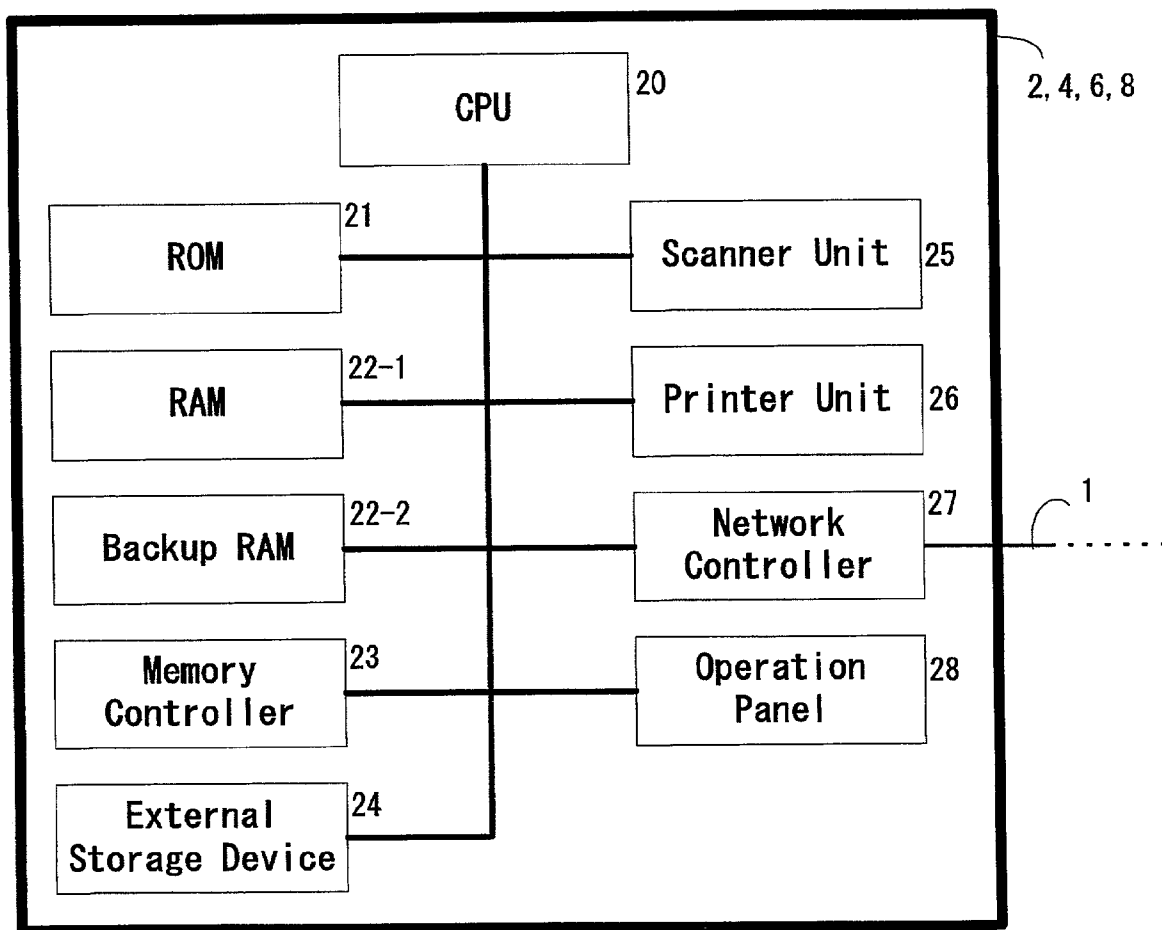 CPU
20
2, 4, 6, 8
ROM
21
Scanner Unit
25
RAM
22-1
Printer Unit
26
Backup RAM
22-2
Network
Controller
27
1
Memory
Controller
23
Operation
Panel
28
External
Storage Device
24